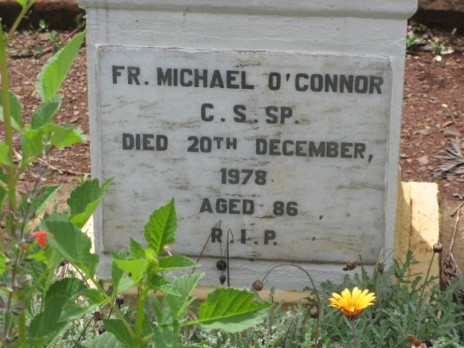 FR. MICHAEL O'CONNOR
C.S.SP.
DIED 20TH DECEMBER,
1978
AGED 86
R.I.P.